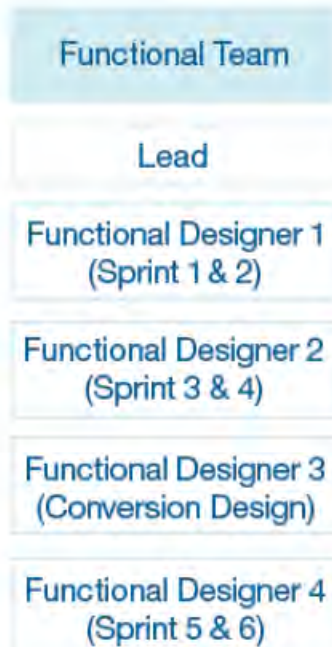 Functional Team
Lead
Functional Designer 1
(Sprint 1 & 2)
Functional Designer 2
(Sprint 3 & 4)
Functional Designer 3
(Conversion Design)
Functional Designer 4
(Sprint 5 & 6)